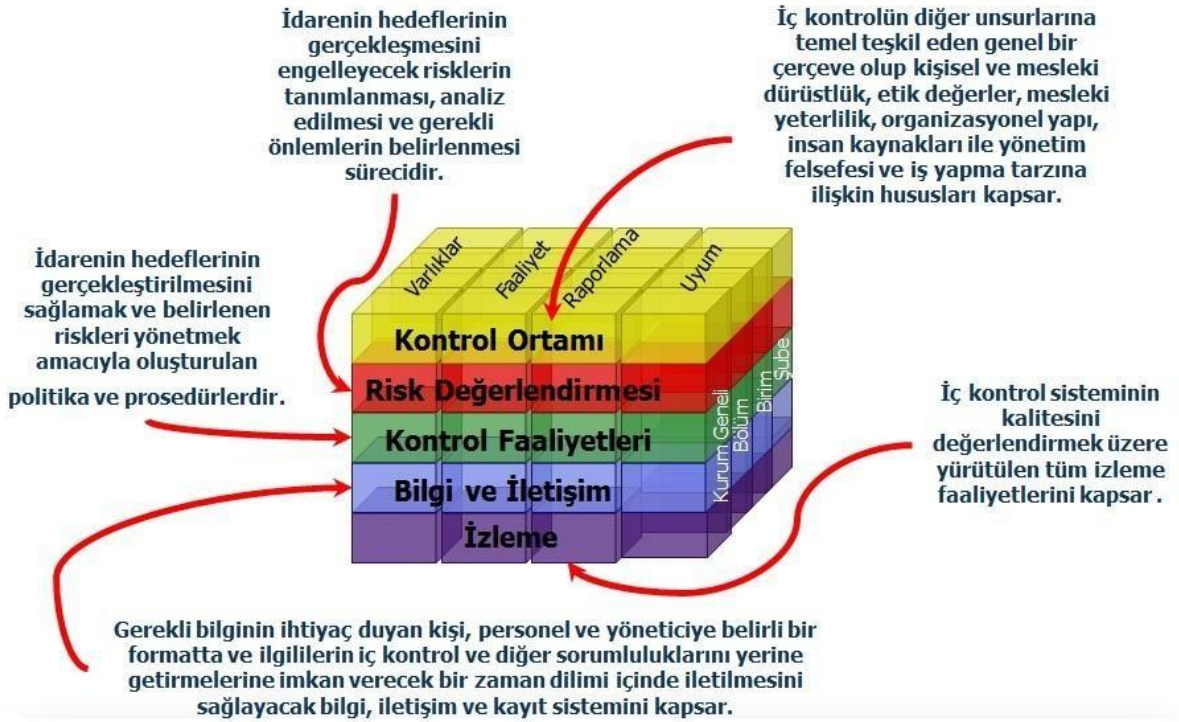 İdarenin hedeflerinin
gerçekleşmesini
engelleyecek risklerin
tanımlanması, analiz
edilmesi ve gerekli
önlemlerin belirlenmesi
sürecidir.
İç kontrolün diğer unsurlarına
temel teşkil eden genel bir
çerçeve olup kişisel ve mesleki
dürüstlük, etik değerler, mesleki
yeterlilik, organizasyonel yapı,
insan kaynakları ile yönetim
felsefesi ve iş yapma tarzına
ilişkin hususları kapsar.
İdarenin hedeflerinin
gerçekleştirilmesini
sağlamak ve belirlenen
riskleri yönetmek
amacıyla oluşturulan
politika ve prosedürlerdir.
Varlıklar
Faaliyet
Raporlama
Uyum
Kontrol Ortamı
Risk Değerlendirmesi
Kontrol Faaliyetleri
Bilgi ve İletişim
İzleme
Kurum Geneli
Bölüm
Birim
Şube
İç kontrol sisteminin
kalitesini
değerlendirmek üzere
yürütülen tüm izleme
faaliyetlerini kapsar .
Gerekli bilginin ihtiyaç duyan kişi, personel ve yöneticiye belirli bir
formatta ve ilgililerin iç kontrol ve diğer sorumluluklarını yerine
getirmelerine imkan verecek bir zaman dilimi içinde iletilmesini
sağlayacak bilgi, iletişim ve kayıt sistemini kapsar.